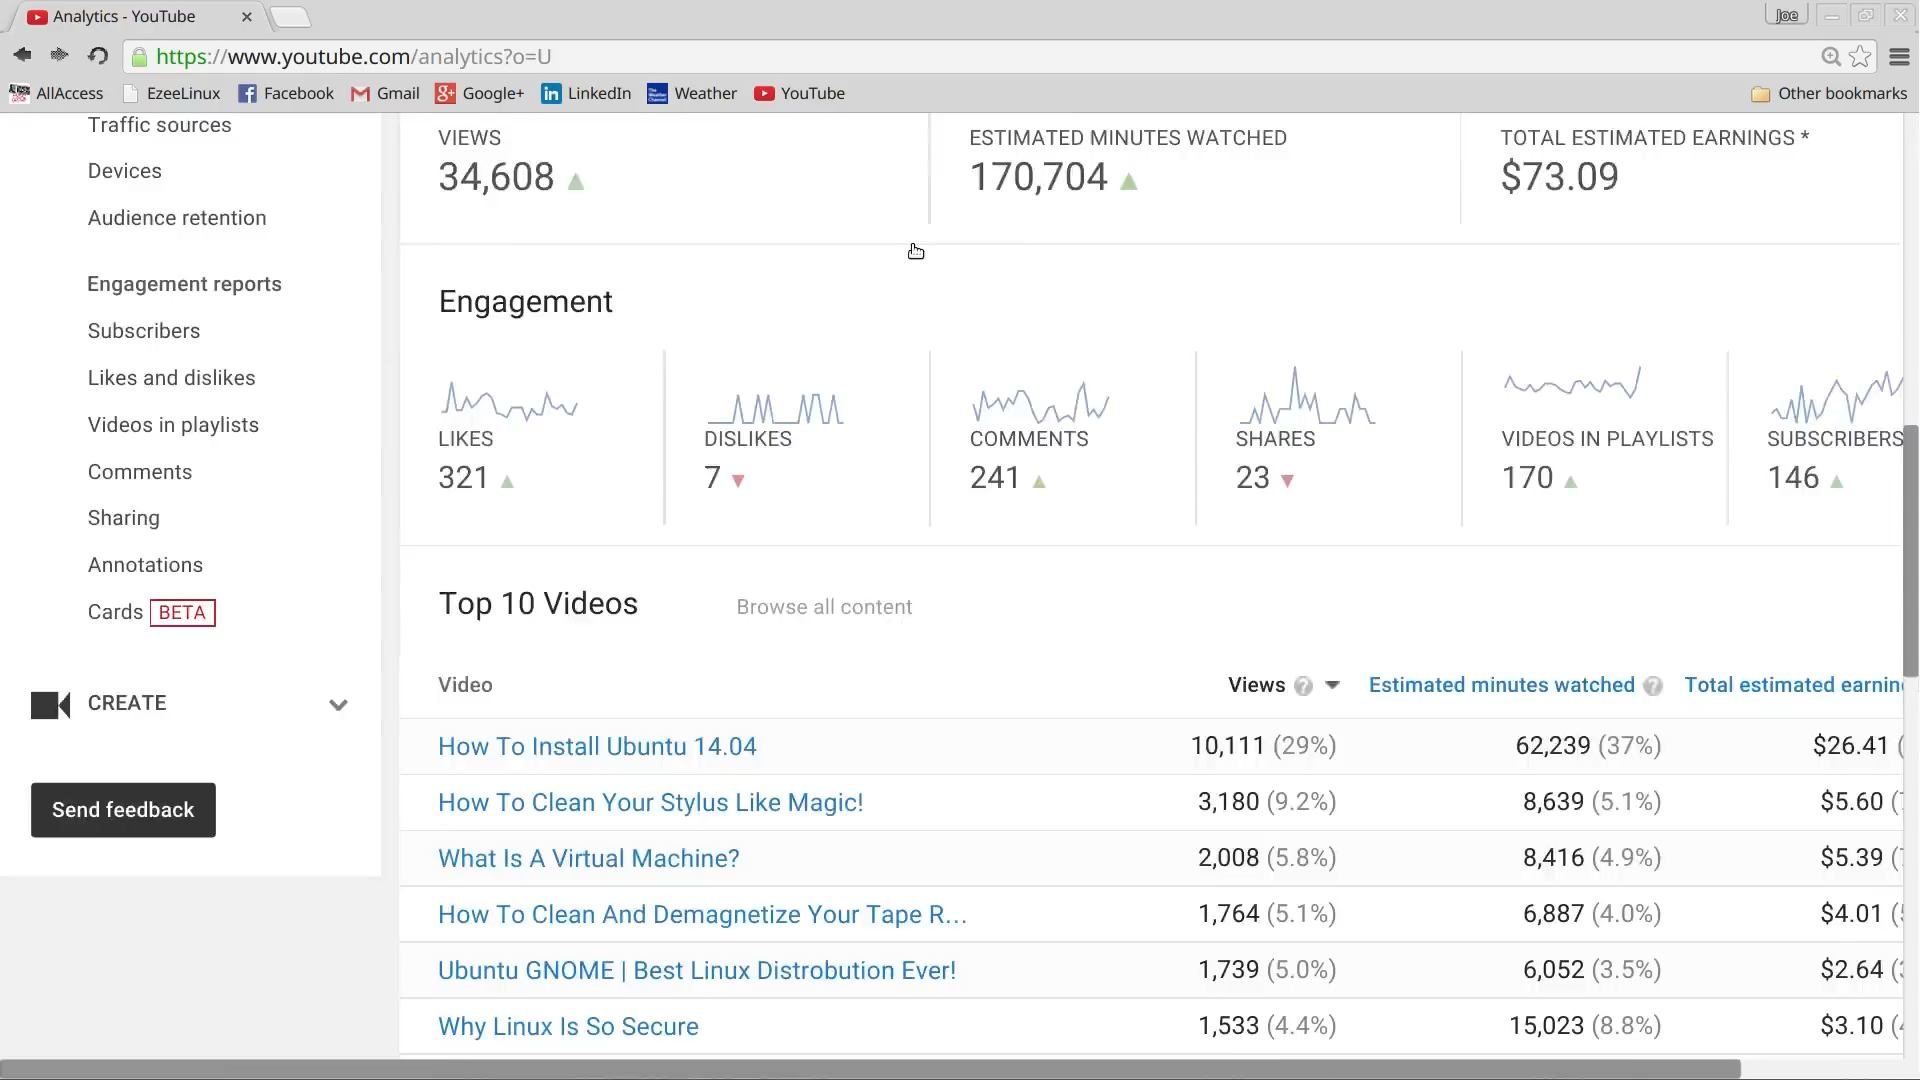 Analytics - YouTube
Joe
https://www.youtube.com/analytics?o=U
AllAccess EzeeLinux Facebook Gmail Google+ LinkedIn Weather YouTube Other bookmarks
Traffic sources
Devices
Audience retention
Engagement reports
Subscribers
Likes and dislikes
Videos in playlists
Comments
Sharing
Annotations
Cards BETA
CREATE
Send feedback
VIEWS ESTIMATED MINUTES WATCHED TOTAL ESTIMATED EARNINGS *
34,608 170,704 $73.09
Engagement
LIKES DISLIKES COMMENTS SHARES VIDEOS IN PLAYLISTS SUBSCRIBERS
321 7 241 23 170 146
Top 10 Videos Browse all content
Video Views Estimated minutes watched Total estimated earnin
How To Install Ubuntu 14.04 10,111 (29%) 62,239 (37%) $26.41 (
How To Clean Your Stylus Like Magic! 3,180 (9.2%) 8,639 (5.1%) $5.60 (
What Is A Virtual Machine? 2,008 (5.8%) 8,416 (4.9%) $5.39 (
How To Clean And Demagnetize Your Tape R... 1,764 (5.1%) 6,887 (4.0%) $4.01 (
Ubuntu GNOME | Best Linux Distrobution Ever! 1,739 (5.0%) 6,052 (3.5%) $2.64 (
Why Linux Is So Secure 1,533 (4.4%) 15,023 (8.8%) $3.10 (